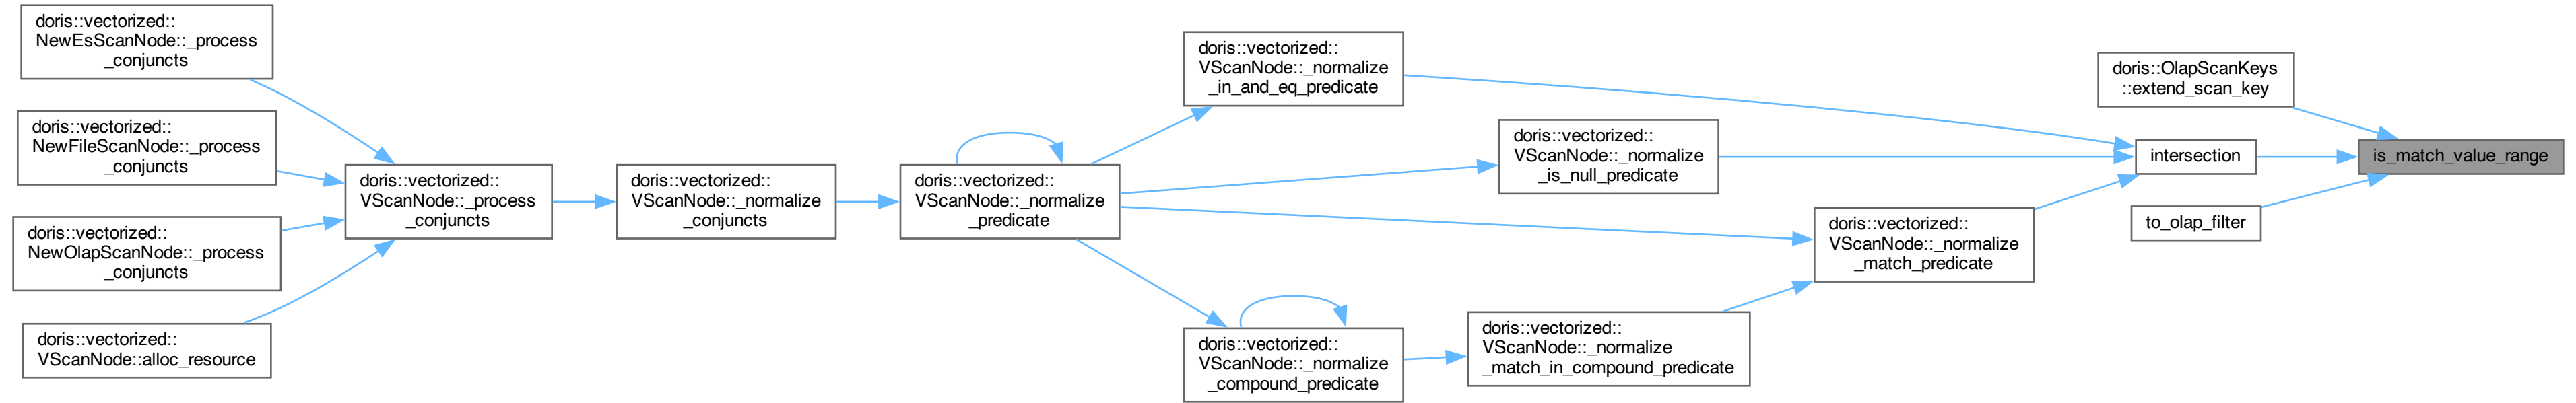 doris::vectorized::
NewEsScanNode::_process
_conjuncts
doris::vectorized::
NewFileScanNode::_process
_conjuncts
doris::vectorized::
NewOlapScanNode::_process
_conjuncts
doris::vectorized::
VScanNode::alloc_resource
doris::vectorized::
VScanNode::_process
_conjuncts
doris::vectorized::
VScanNode::_normalize
_conjuncts
doris::vectorized::
VScanNode::_normalize
_predicate
doris::vectorized::
VScanNode::_normalize
_in_and_eq_predicate
doris::vectorized::
VScanNode::_normalize
_is_null_predicate
doris::vectorized::
VScanNode::_normalize
_compound_predicate
doris::vectorized::
VScanNode::_normalize
_match_in_compound_predicate
doris::vectorized::
VScanNode::_normalize
_match_predicate
doris::OlapScanKeys
::extend_scan_key
intersection
to_olap_filter
is_match_value_range